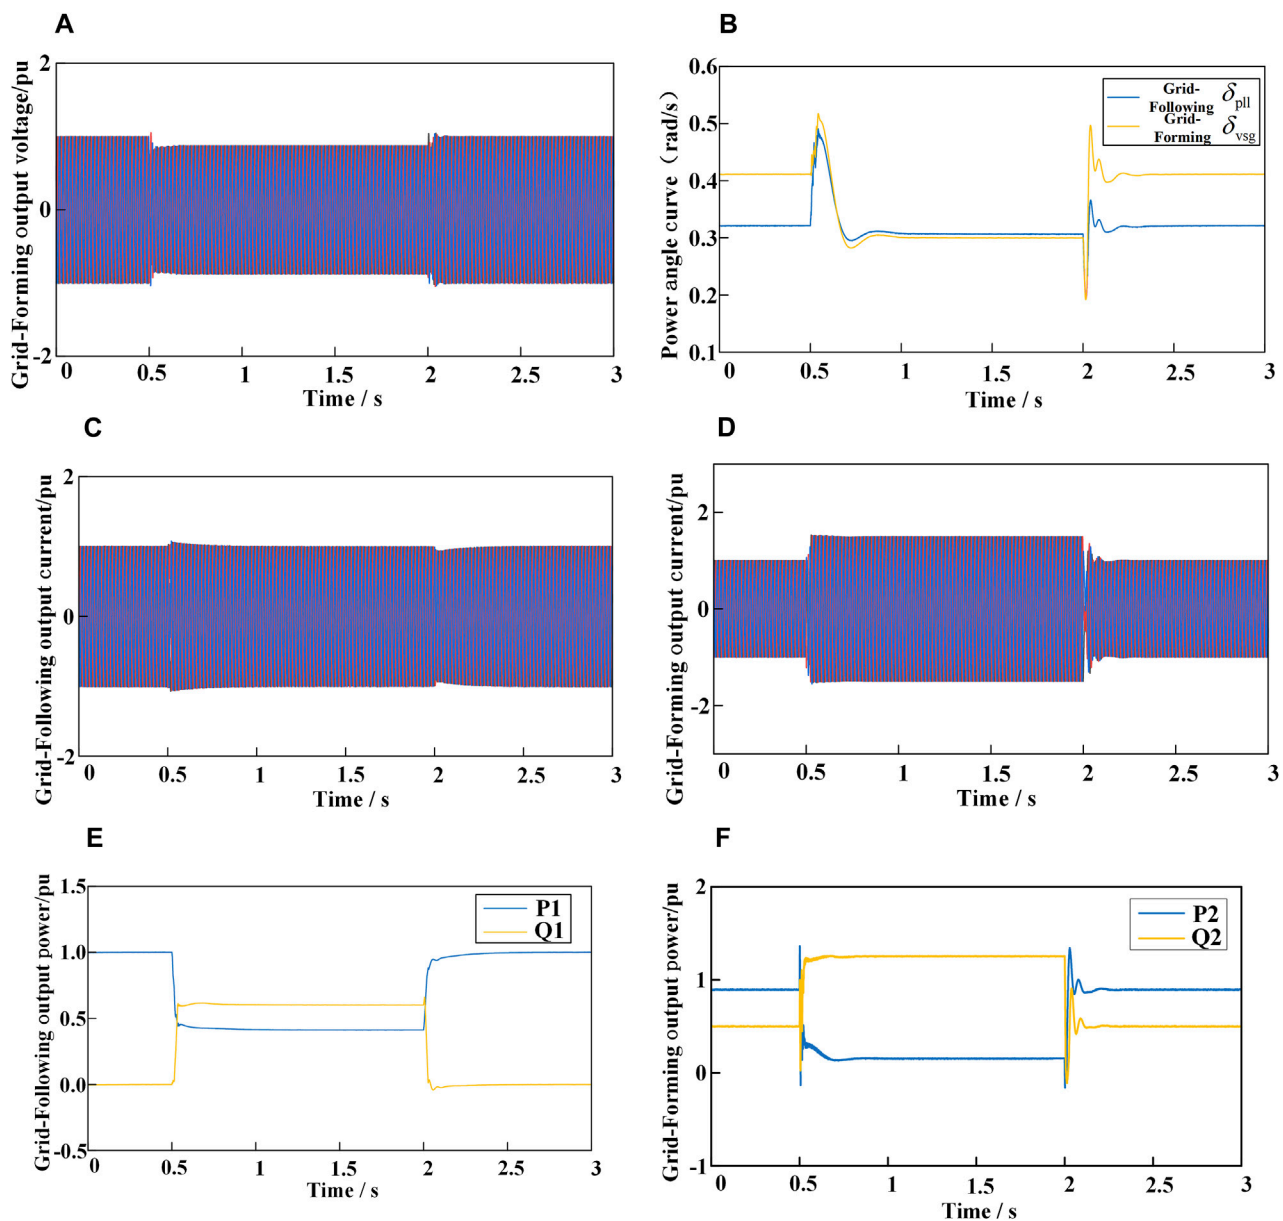 A
Grid-Forming output voltage/pu
2
0
-2
0 0.5 1 1.5 2 2.5 3
Time / s
B
Power angle curve（rad/s）
0.6
0.5
0.4
0.3
0.2
0.1
Grid-Following δpll
Grid-Forming δvsg
0 0.5 1 1.5 2 2.5 3
Time / s
C
Grid-Following output current/pu
2
0
-2
0 0.5 1 1.5 2 2.5 3
Time / s
D
Grid-Forming output current/pu
2
0
-2
0 0.5 1 1.5 2 2.5 3
Time / s
E
Grid-Following output power/pu
1.5
1.0
0.5
0.0
-0.5
P1
Q1
0 0.5 1 1.5 2 2.5 3
Time / s
F
Grid-Forming output power/pu
2
1
0
-1
P2
Q2
0 0.5 1 1.5 2 2.5 3
Time / s